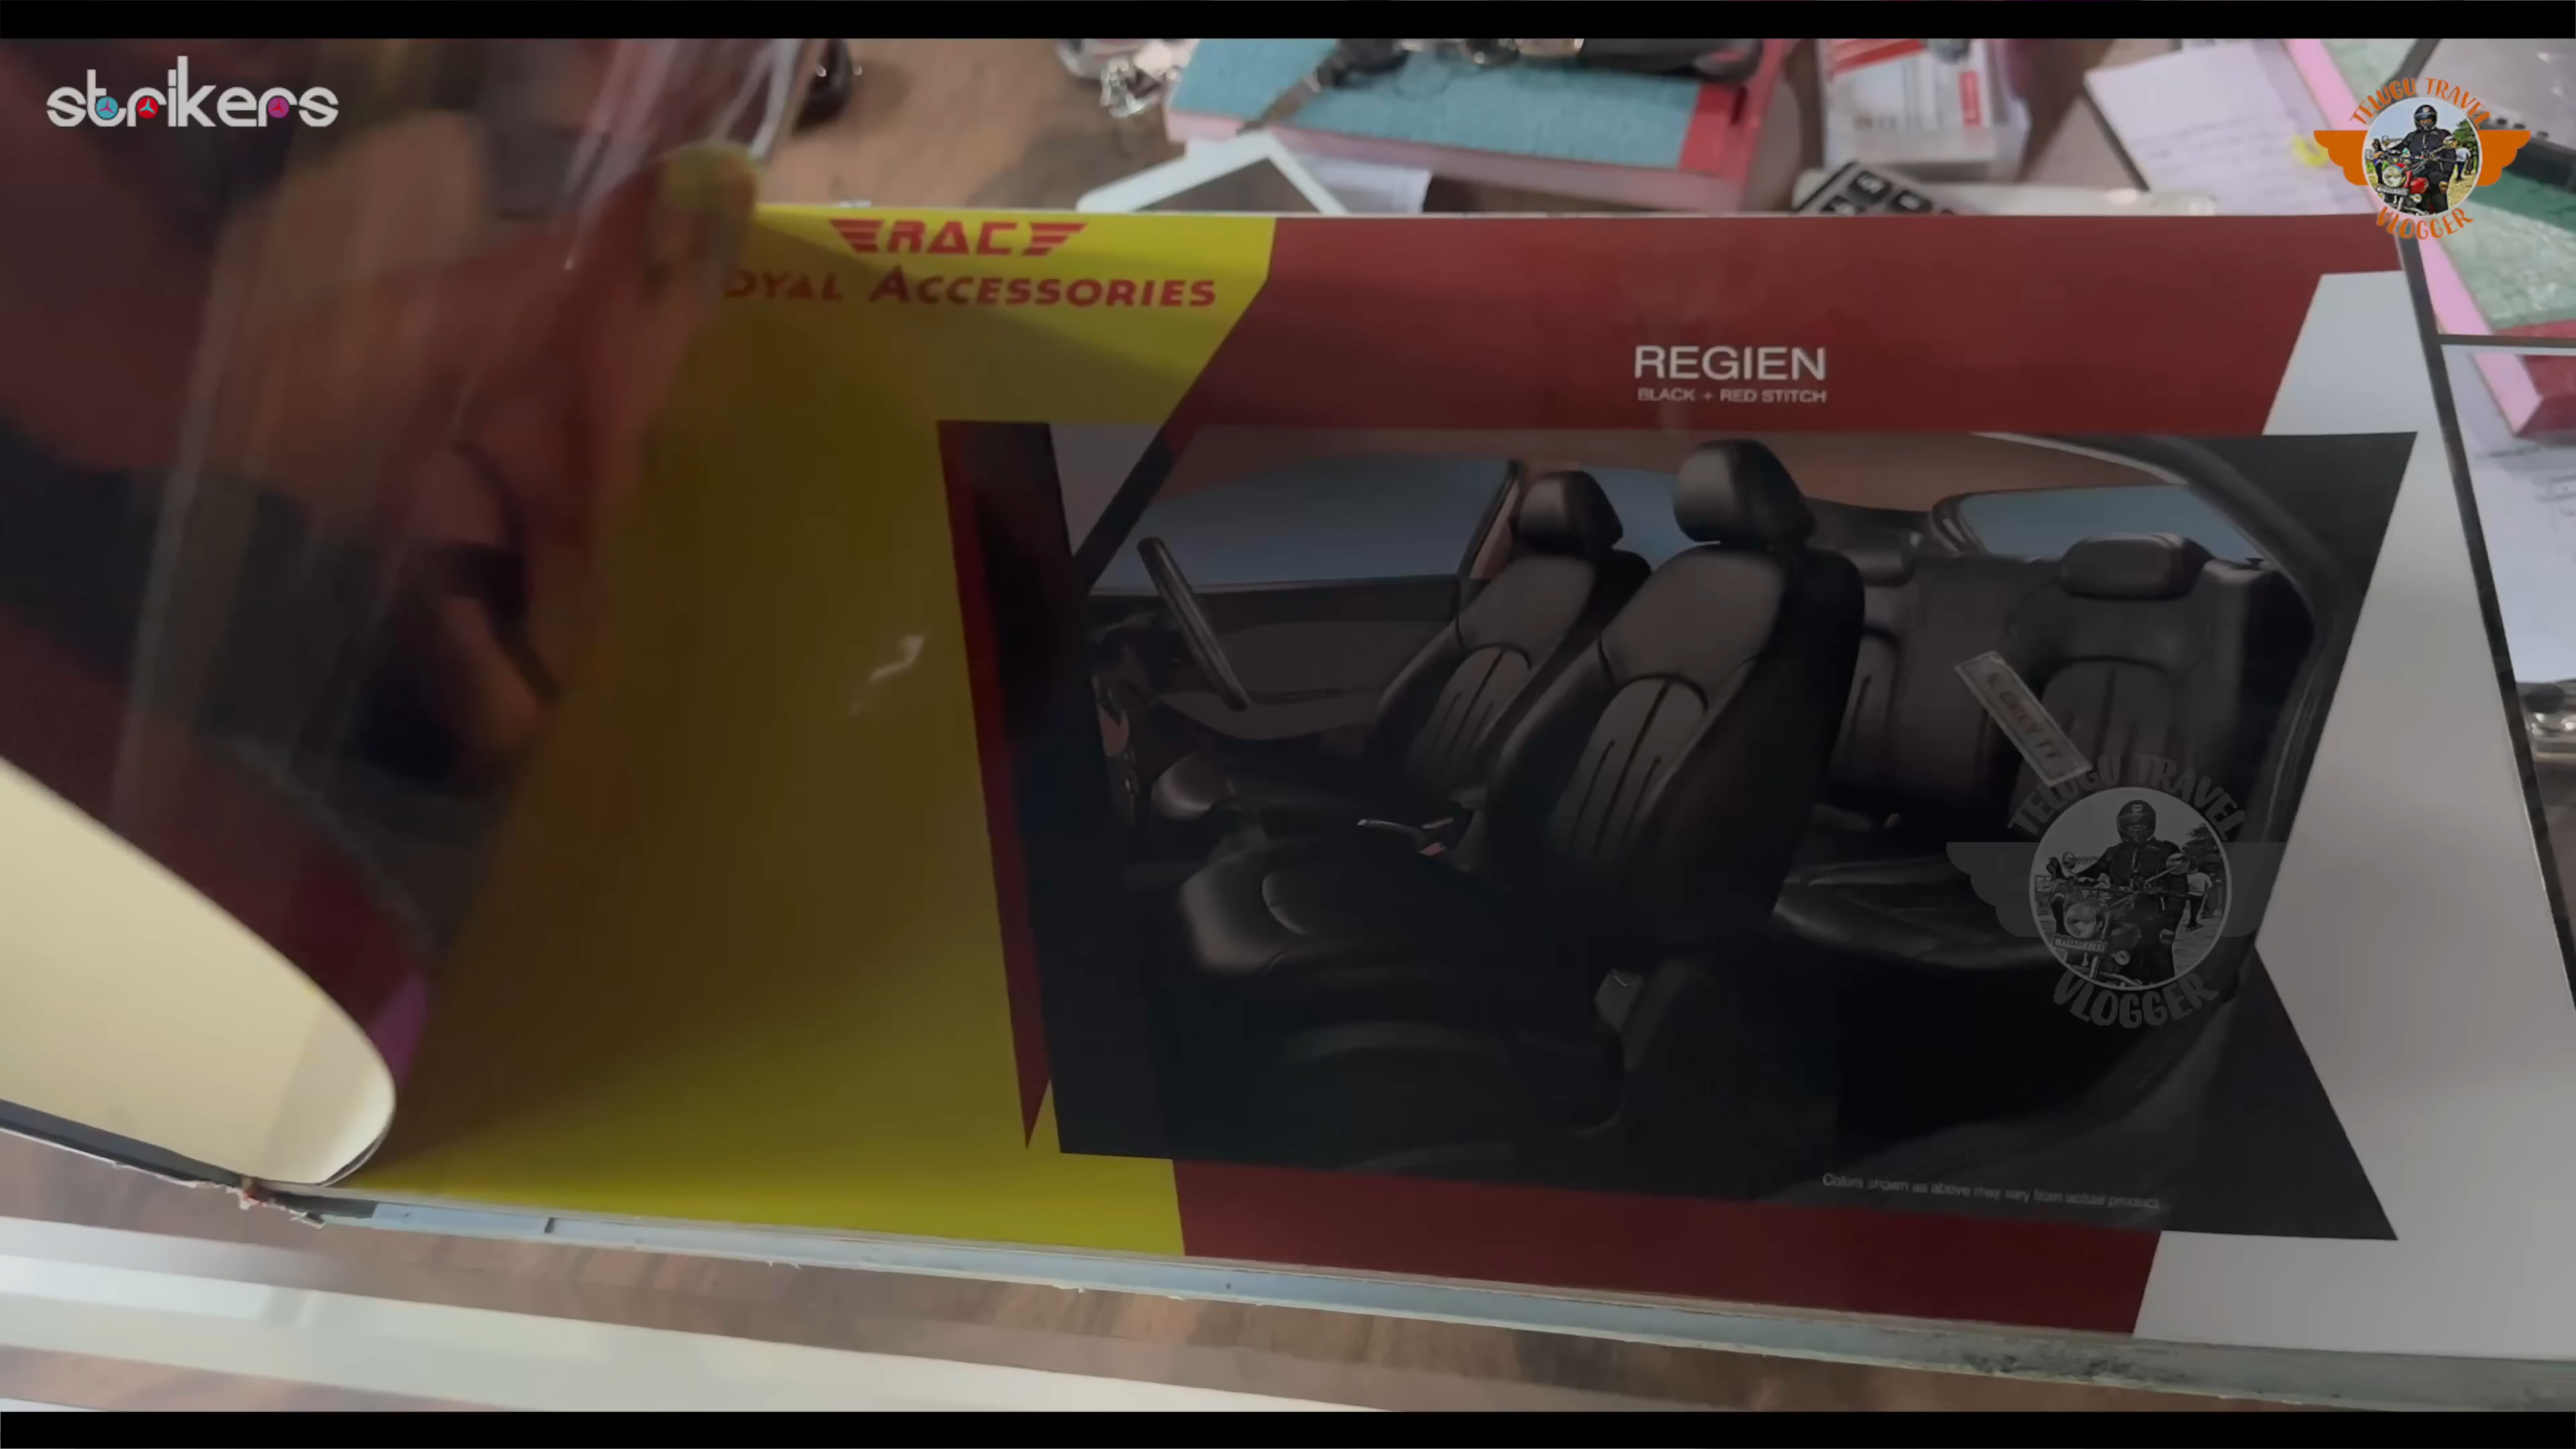 strikers
TELUGU TRAVEL
VLOGGER
RAC
OYAL ACCESSORIES
REGIEN
BLACK + RED STITCH
TELUGU TRAVEL
VLOGGER
Colors shown as above may vary from actual product.